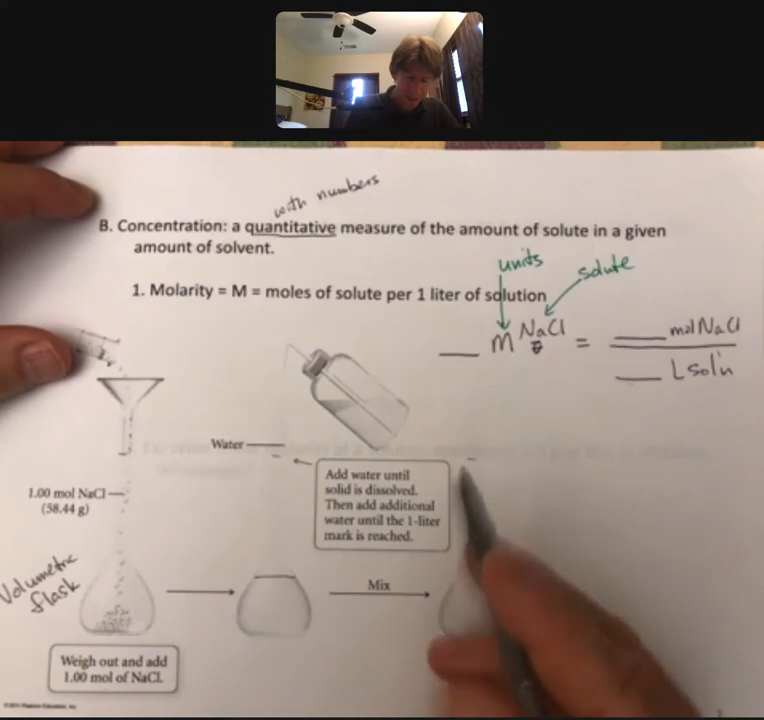 with numbers
B. Concentration: a quantitative measure of the amount of solute in a given
amount of solvent.
units
solute
1. Molarity = M = moles of solute per 1 liter of solution
M NaCl = mol NaCl
L sol'n
Water
1.00 mol NaCl
(58.44 g)
Add water until
solid is dissolved.
Then add additional
water until the 1-liter
mark is reached.
Volumetric
flask
Mix
Weigh out and add
1.00 mol of NaCl.